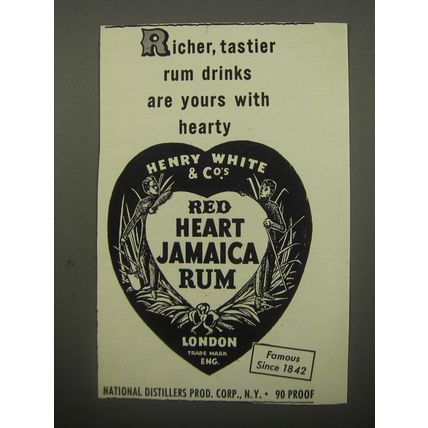 Richer, tastier
rum drinks
are yours with
hearty
HENRY WHITE
& CO'S
RED
HEART
JAMAICA
RUM
LONDON
TRADE MARK
ENG.
Famous
Since 1842
NATIONAL DISTILLERS PROD. CORP., N.Y. • 90 PROOF